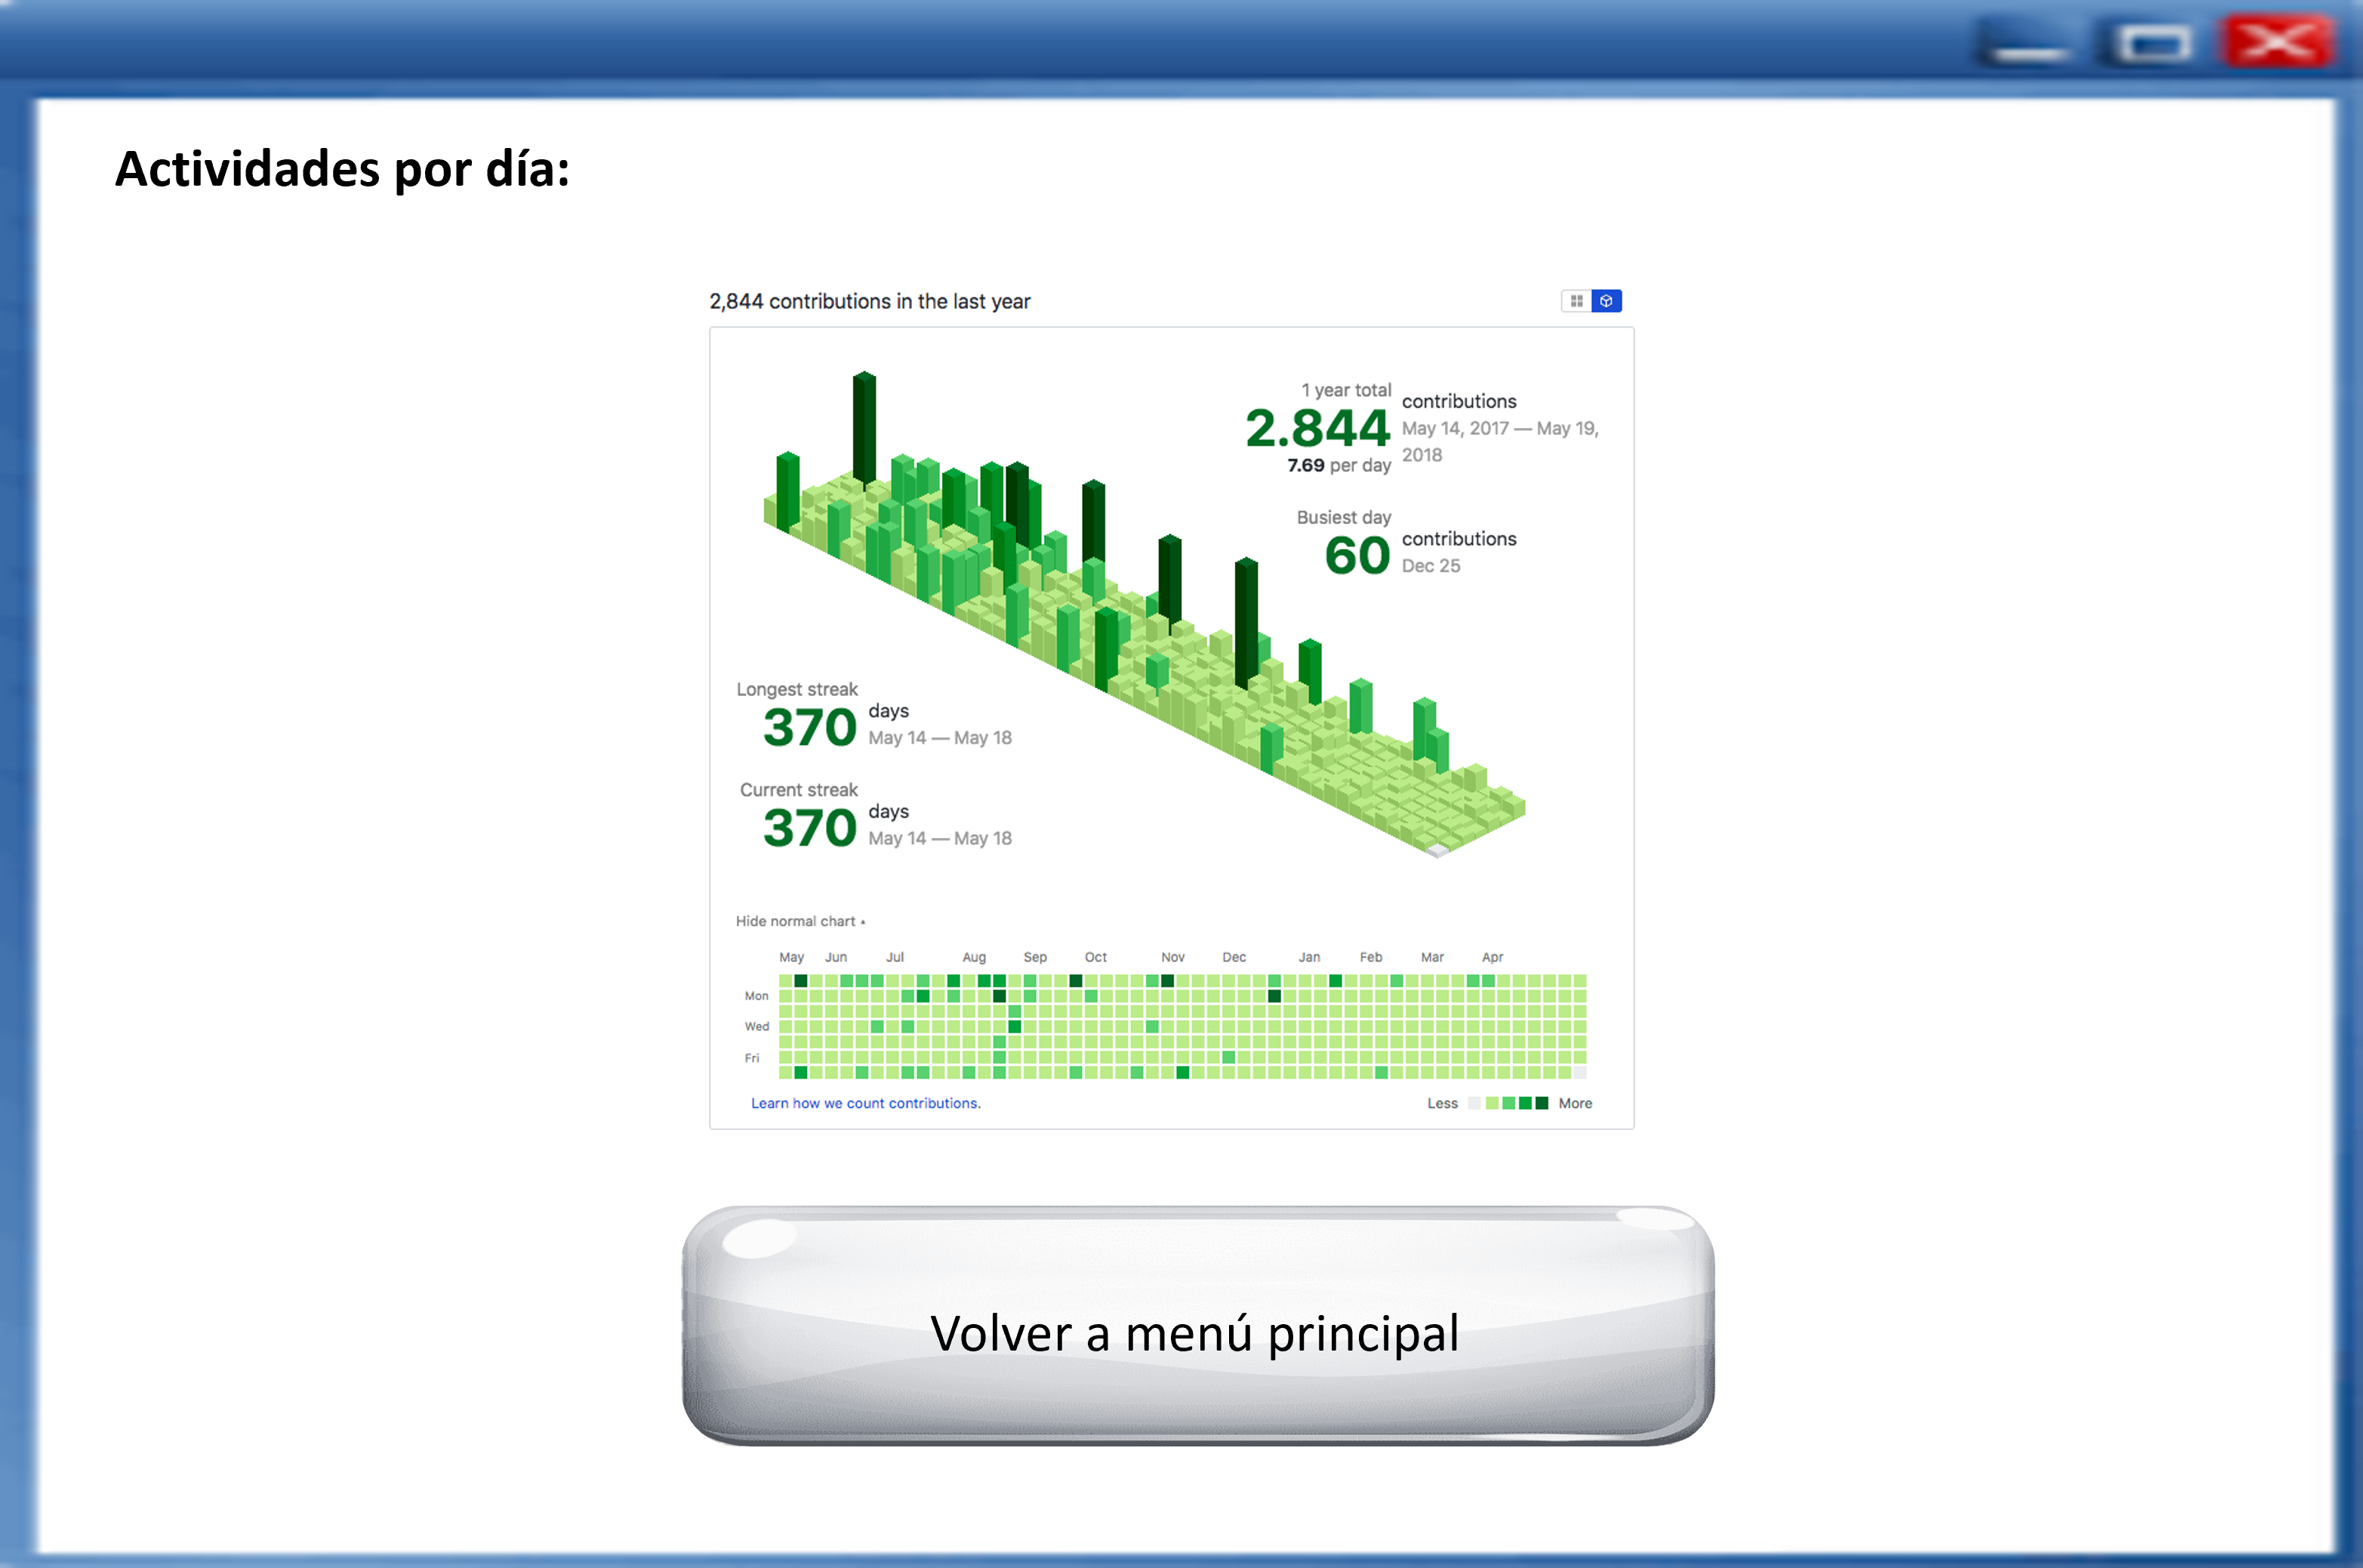 Actividades por día:
2,844 contributions in the last year
1 year total
2.844
7.69 per day
contributions
May 14, 2017 — May 19,
2018
Busiest day
60
contributions
Dec 25
Longest streak
370
days
May 14 — May 18
Current streak
370
days
May 14 — May 18
Hide normal chart
May Jun Jul Aug Sep Oct Nov Dec Jan Feb Mar Apr
Mon
Wed
Fri
Learn how we count contributions.
Less More
Volver a menú principal